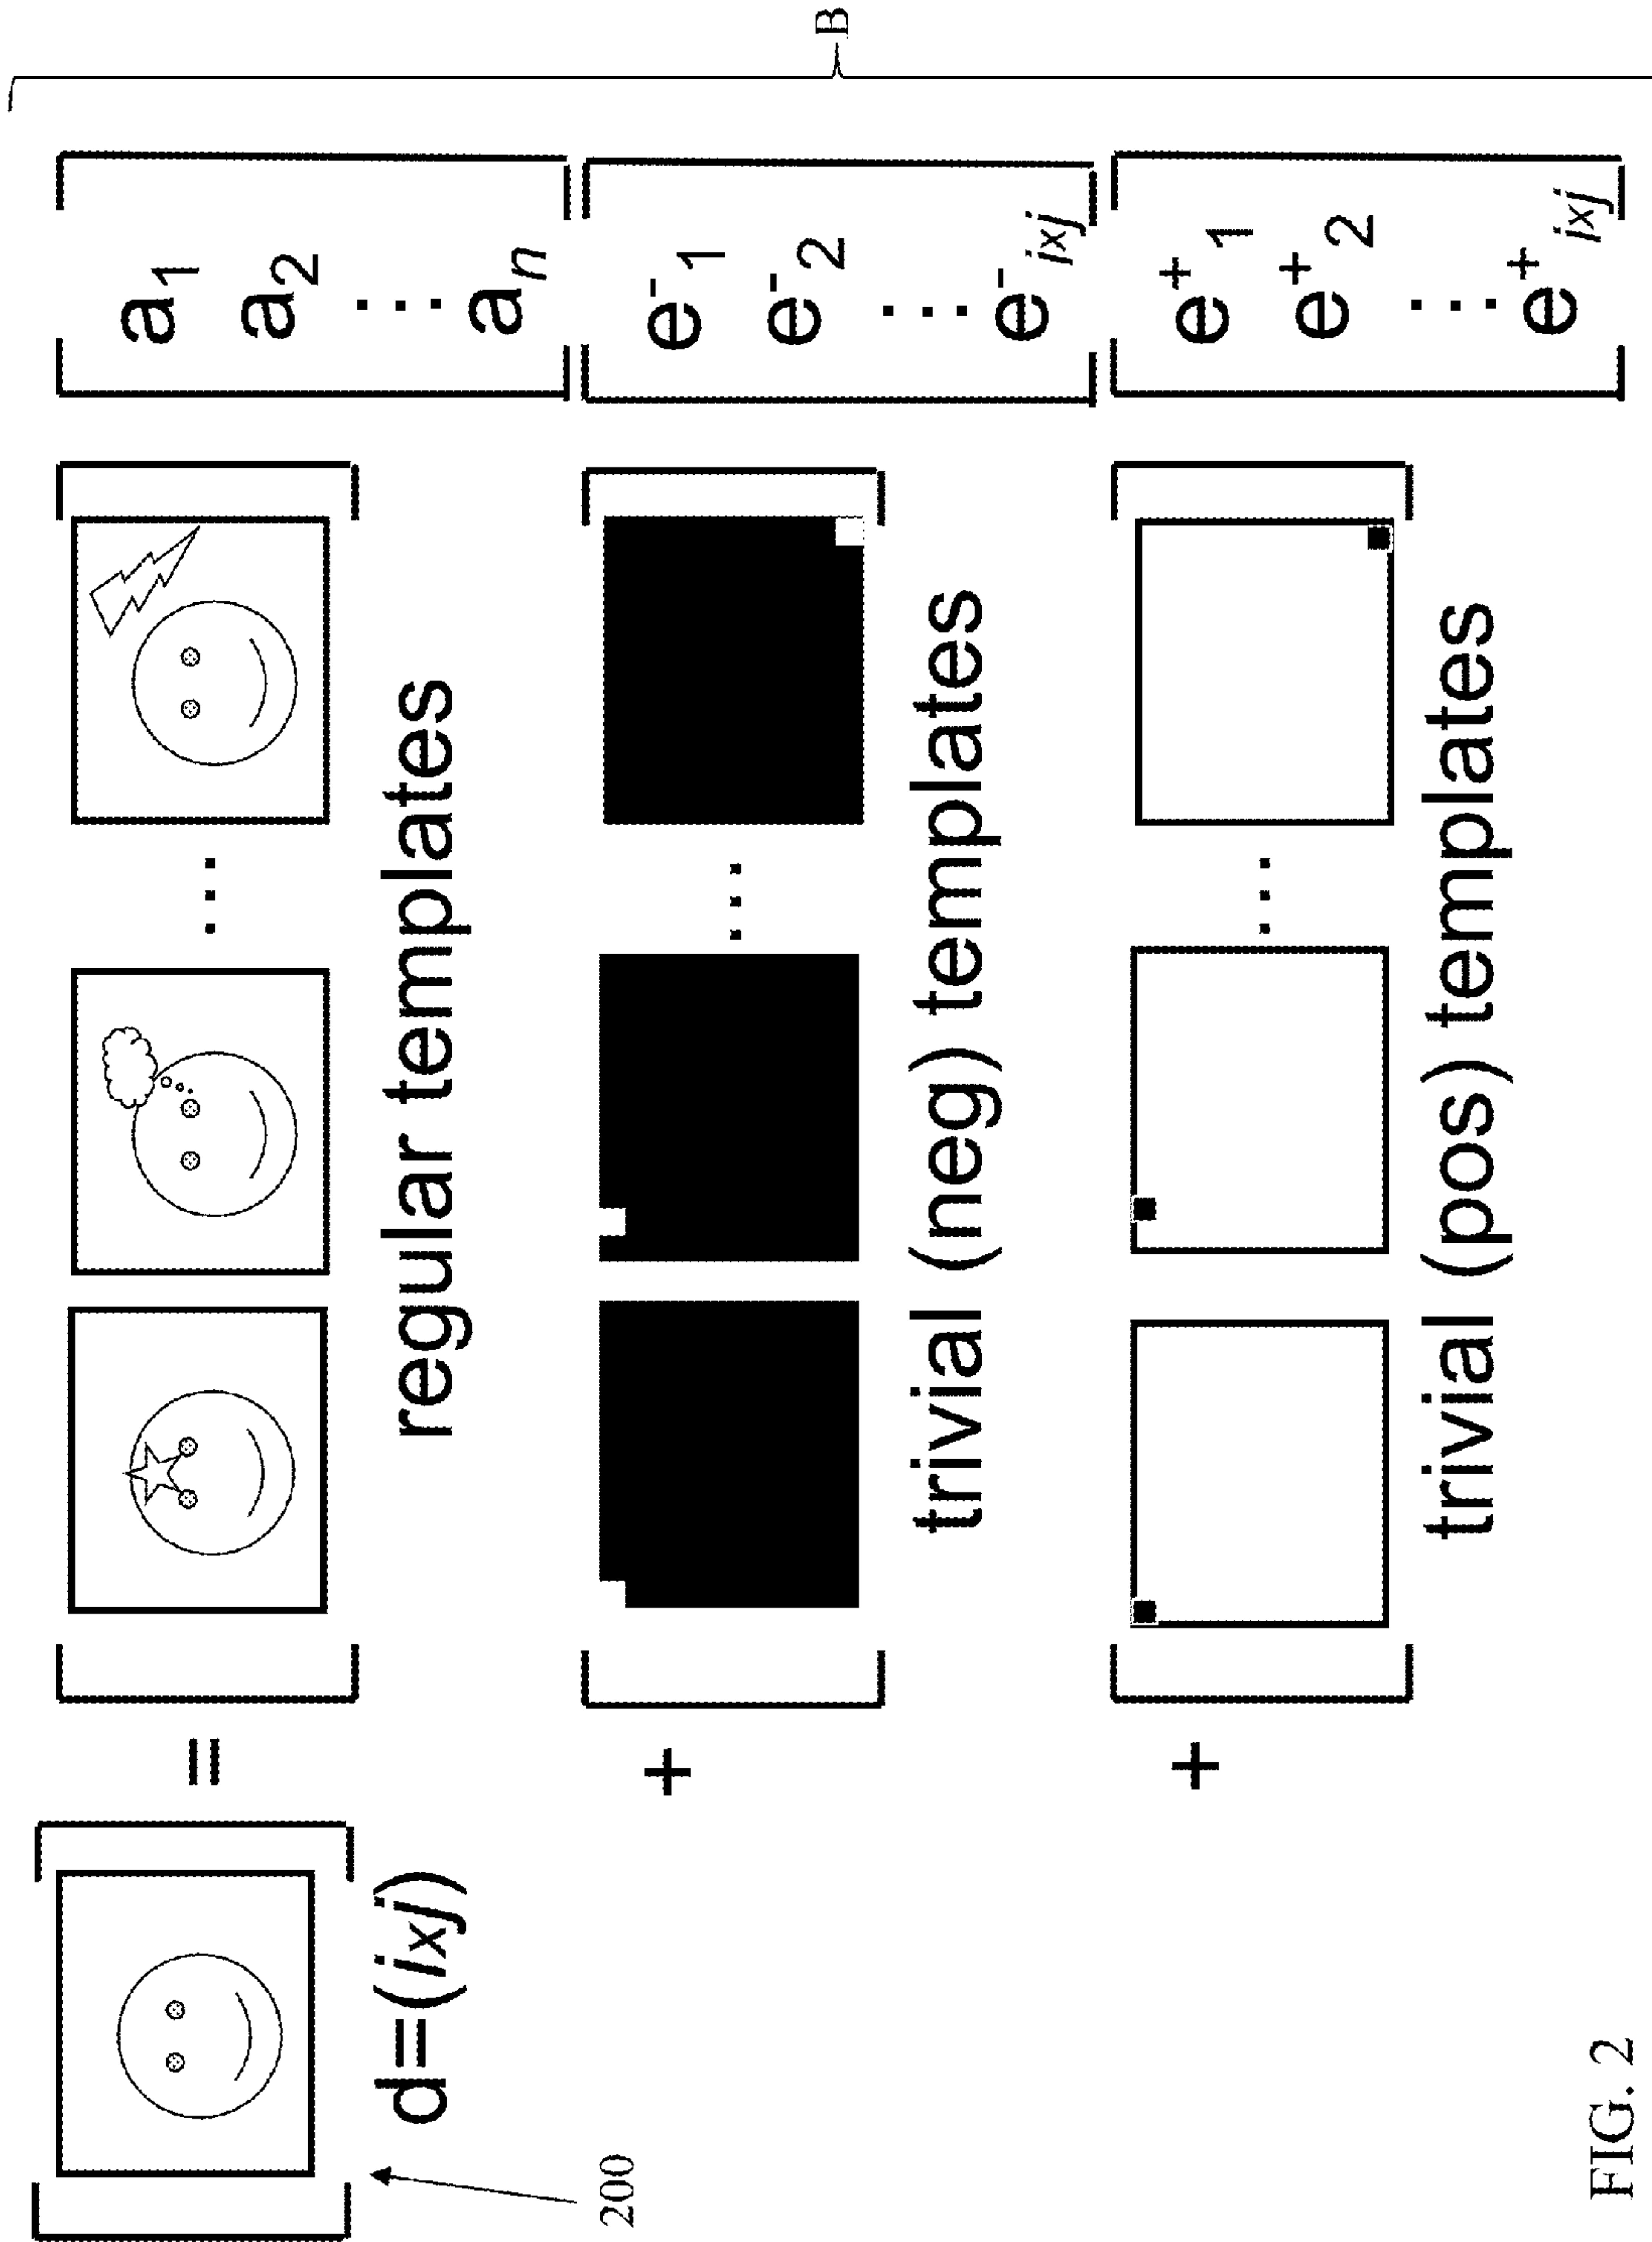 = a₁
a₂
⋮
aₙ
regular templates
d=(ixj)
200
+ e⁻₁
e⁻₂
⋮
e⁻ixj
trivial (neg) templates
+ e⁺₁
e⁺₂
⋮
e⁺ixj
trivial (pos) templates
B
FIG. 2